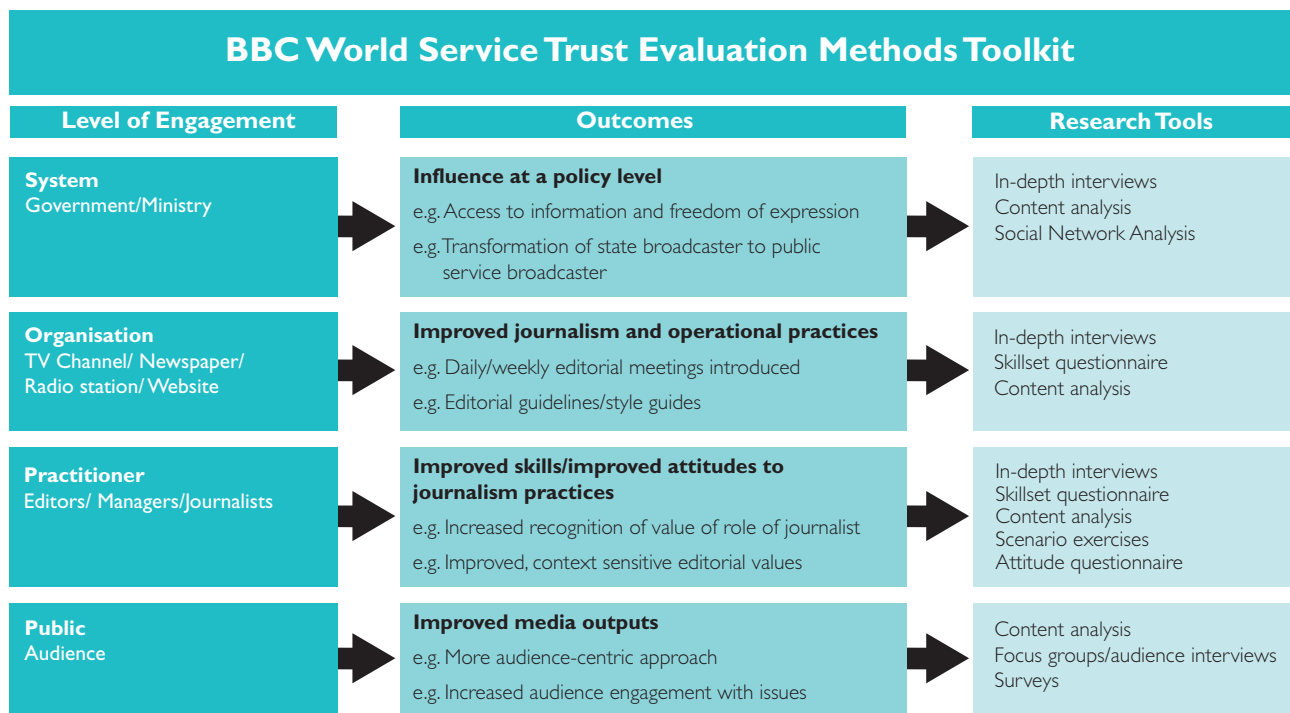 BBC World Service Trust Evaluation Methods Toolkit
Level of Engagement
Outcomes
Research Tools
System
Government/Ministry
Influence at a policy level
e.g. Access to information and freedom of expression
e.g. Transformation of state broadcaster to public
service broadcaster
In-depth interviews
Content analysis
Social Network Analysis
Organisation
TV Channel/ Newspaper/
Radio station/ Website
Improved journalism and operational practices
e.g. Daily/weekly editorial meetings introduced
e.g. Editorial guidelines/style guides
In-depth interviews
Skillset questionnaire
Content analysis
Practitioner
Editors/ Managers/Journalists
Improved skills/improved attitudes to
journalism practices
e.g. Increased recognition of value of role of journalist
e.g. Improved, context sensitive editorial values
In-depth interviews
Skillset questionnaire
Content analysis
Scenario exercises
Attitude questionnaire
Public
Audience
Improved media outputs
e.g. More audience-centric approach
e.g. Increased audience engagement with issues
Content analysis
Focus groups/audience interviews
Surveys